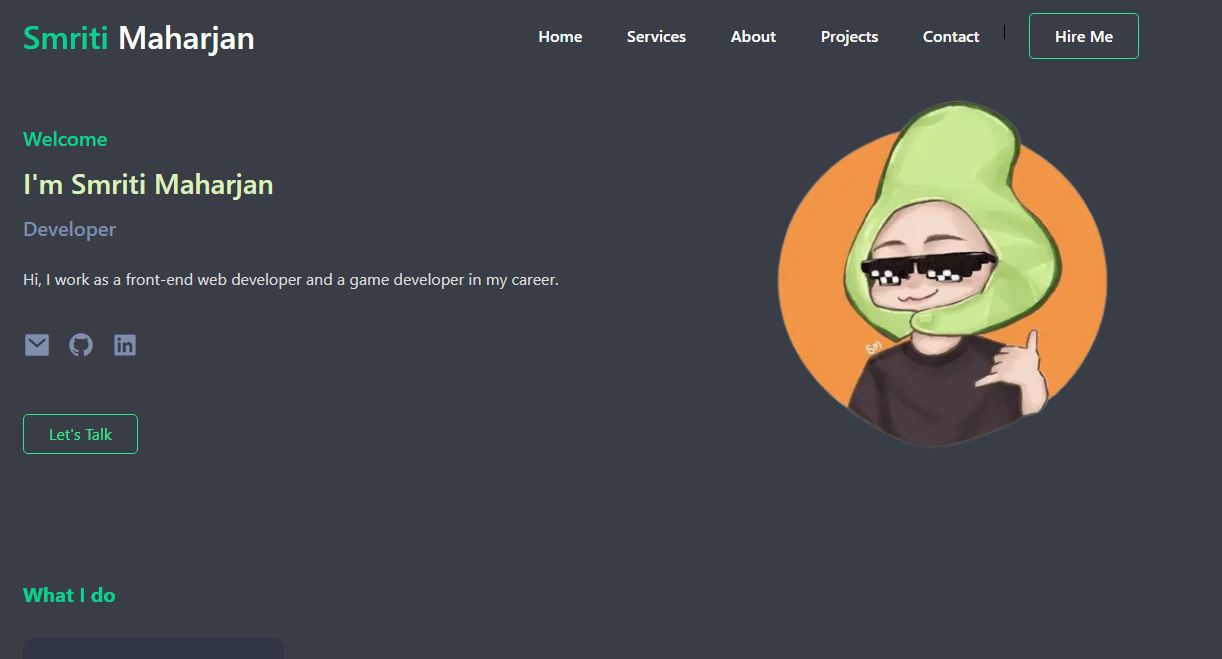 Smriti Maharjan
Home Services About Projects Contact | Hire Me
Welcome
I'm Smriti Maharjan
Developer
Hi, I work as a front-end web developer and a game developer in my career.
in
Let's Talk
What I do